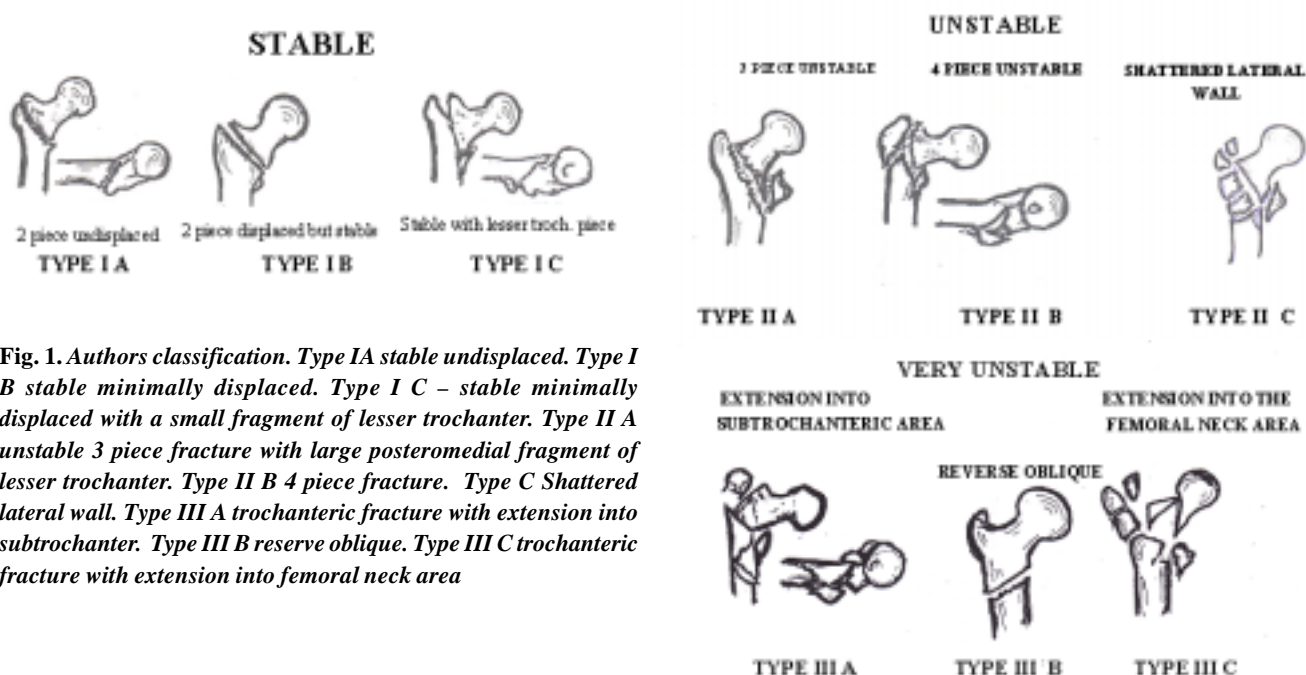 STABLE
2 piece undisplaced
2 piece displaced but stable
Stable with lesser troch. piece
TYPE I A
TYPE I B
TYPE I C
Fig. 1. Authors classification. Type IA stable undisplaced. Type I
B stable minimally displaced. Type I C – stable minimally
displaced with a small fragment of lesser trochanter. Type II A
unstable 3 piece fracture with large posteromedial fragment of
lesser trochanter. Type II B 4 piece fracture. Type C Shattered
lateral wall. Type III A trochanteric fracture with extension into
subtrochanter. Type III B reserve oblique. Type III C trochanteric
fracture with extension into femoral neck area
UNSTABLE
3 PIECE UNSTABLE
4 PIECE UNSTABLE
SHATTERED LATERAL
WALL
TYPE II A
TYPE II B
TYPE II C
VERY UNSTABLE
EXTENSION INTO
SUBTROCHANTERIC AREA
EXTENSION INTO THE
FEMORAL NECK AREA
REVERSE OBLIQUE
TYPE III A
TYPE III B
TYPE III C